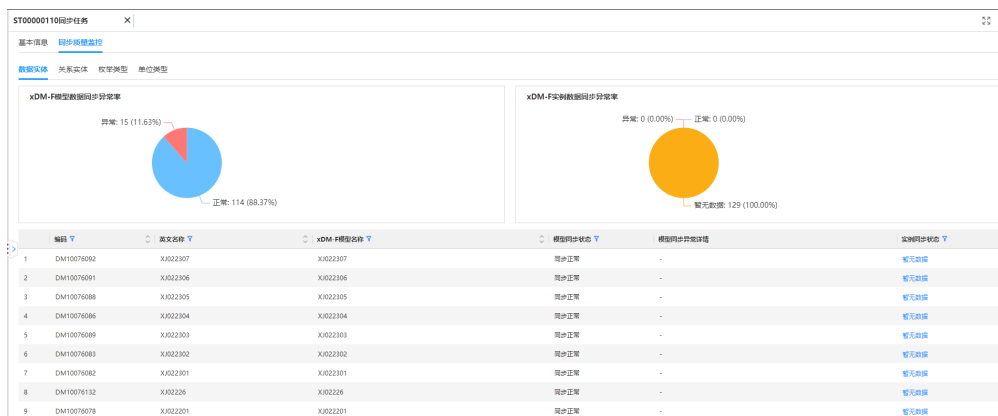 ST00000110同步任务
基本信息 同步质量监控
数据实体 关系实体 枚举类型 单位类型
xDM-F模型数据同步异常率
异常: 15 (11.63%)
正常: 114 (88.37%)
xDM-F实例数据同步异常率
异常: 0 (0.00%) 正常: 0 (0.00%)
暂无数据: 129 (100.00%)
编码 英文名称 xDM-F模型名称 模型同步状态 模型同步异常详情 实例同步状态
1 DM10076092 XJ022307 XJ022307 同步正常 - 暂无数据
2 DM10076091 XJ022306 XJ022306 同步正常 - 暂无数据
3 DM10076088 XJ022305 XJ022305 同步正常 - 暂无数据
4 DM10076086 XJ022304 XJ022304 同步正常 - 暂无数据
5 DM10076089 XJ022303 XJ022303 同步正常 - 暂无数据
6 DM10076083 XJ022302 XJ022302 同步正常 - 暂无数据
7 DM10076082 XJ022301 XJ022301 同步正常 - 暂无数据
8 DM10076132 XJ02226 XJ02226 同步正常 - 暂无数据
9 DM10076078 XJ022201 XJ022201 同步正常 - 暂无数据